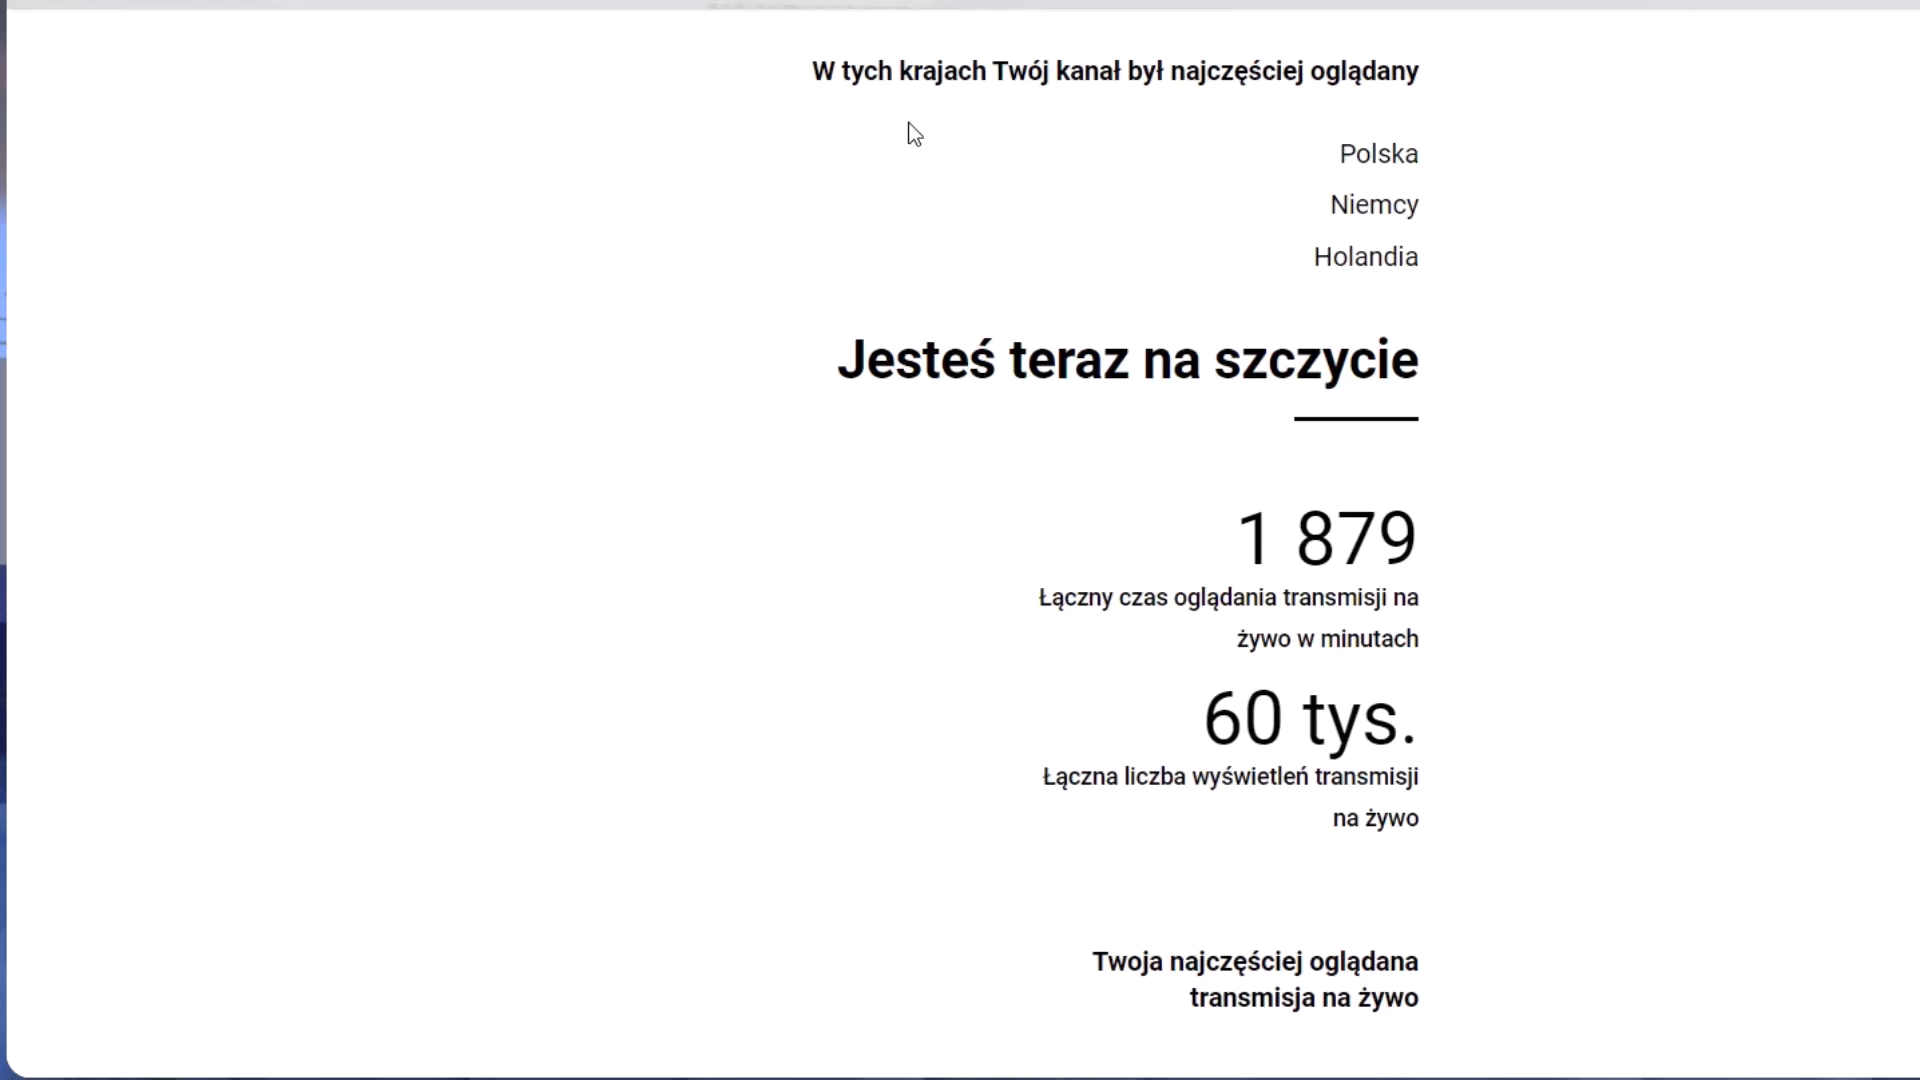 W tych krajach Twój kanał był najczęściej oglądany
Polska
Niemcy
Holandia
Jesteś teraz na szczycie
1 879
Łączny czas oglądania transmisji na
żywo w minutach
60 tys.
Łączna liczba wyświetleń transmisji
na żywo
Twoja najczęściej oglądana
transmisja na żywo